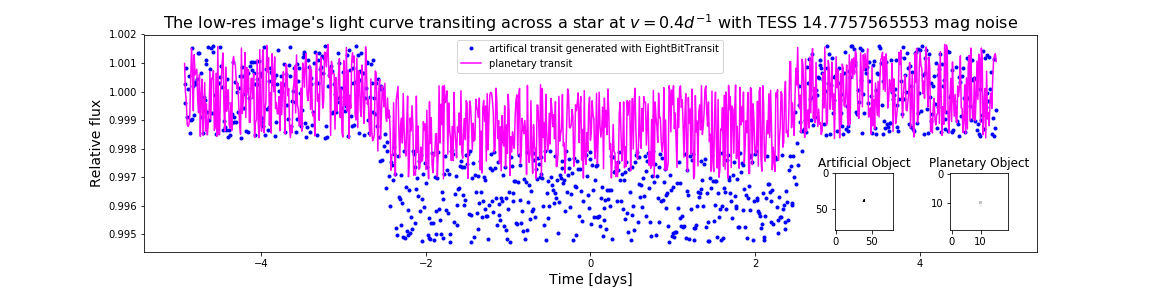 The low-res image's light curve transiting across a star at v = 0.4d⁻¹ with TESS 14.7757565553 mag noise
1.002
1.001
1.000
0.999
0.998
0.997
0.996
0.995
Relative flux
artifical transit generated with EightBitTransit
planetary transit
Artificial Object
0
50
0 50
Planetary Object
0
10
0 10
−4 −2 0 2 4
Time [days]